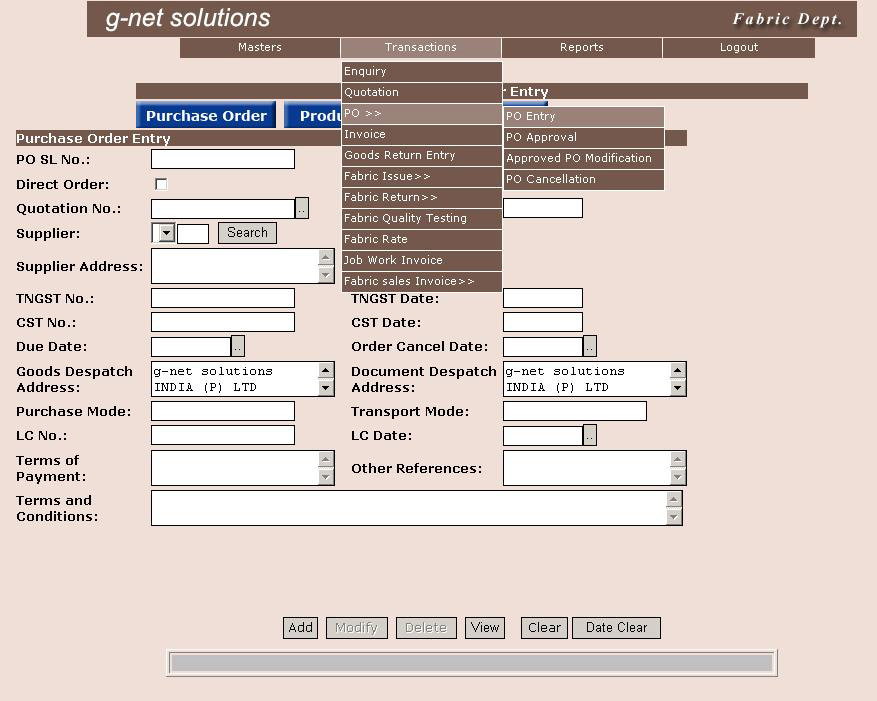 g-net solutions
Fabric Dept.
Masters Transactions Reports Logout
Enquiry
Quotation
PO >>
Invoice
Goods Return Entry
Fabric Issue>>
Fabric Return>>
Fabric Quality Testing
Fabric Rate
Job Work Invoice
Fabric sales Invoice>>
PO Entry
PO Approval
Approved PO Modification
PO Cancellation
Entry
Purchase Order
Purchase Order Entry
PO SL No.:
Direct Order:
Quotation No.: ..
Supplier: Search
Supplier Address:
TNGST No.: TNGST Date:
CST No.: CST Date:
Due Date: .. Order Cancel Date: ..
Goods Despatch Address: g-net solutions INDIA (P) LTD
Document Despatch Address: g-net solutions INDIA (P) LTD
Purchase Mode: Transport Mode:
LC No.: LC Date: ..
Terms of Payment: Other References:
Terms and Conditions:
Add Modify Delete View Clear Date Clear